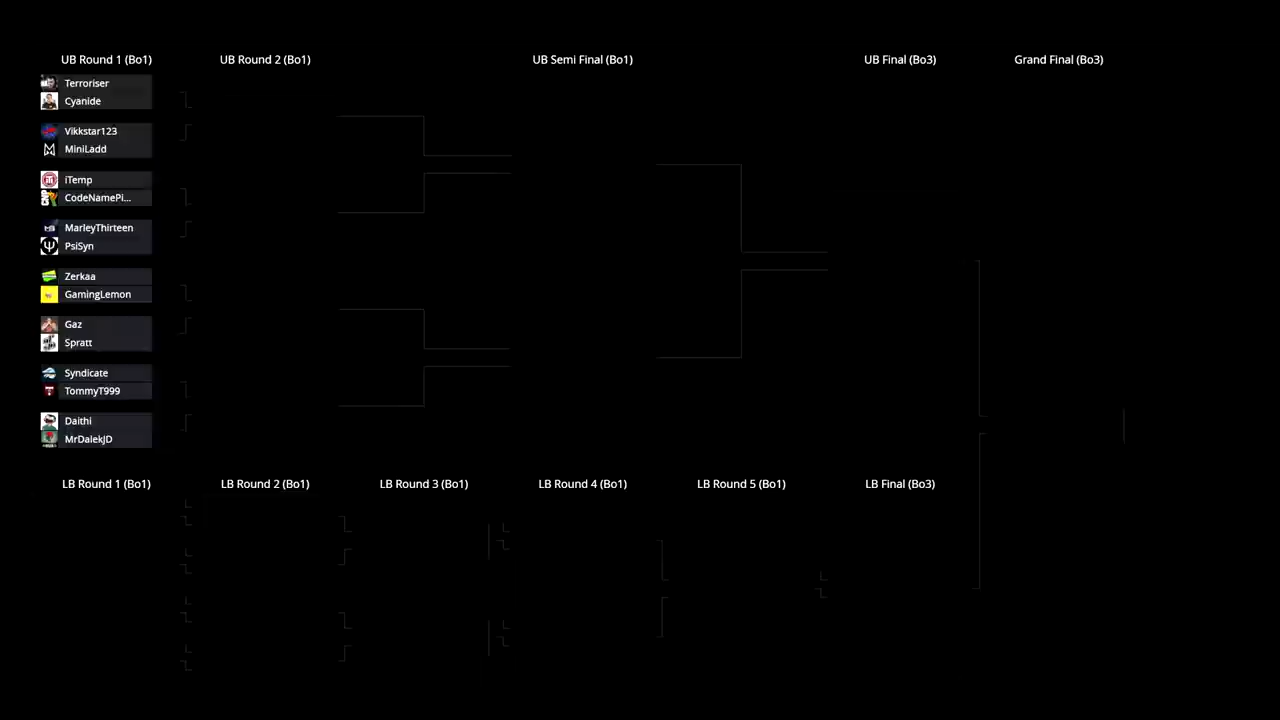 UB Round 1 (Bo1)
UB Round 2 (Bo1)
UB Semi Final (Bo1)
UB Final (Bo3)
Grand Final (Bo3)
Terroriser
Cyanide
Vikkstar123
MiniLadd
iTemp
CodeNamePi...
MarleyThirteen
PsiSyn
Zerkaa
GamingLemon
Gaz
Spratt
Syndicate
TommyT999
Daithi
MrDalekJD
LB Round 1 (Bo1)
LB Round 2 (Bo1)
LB Round 3 (Bo1)
LB Round 4 (Bo1)
LB Round 5 (Bo1)
LB Final (Bo3)